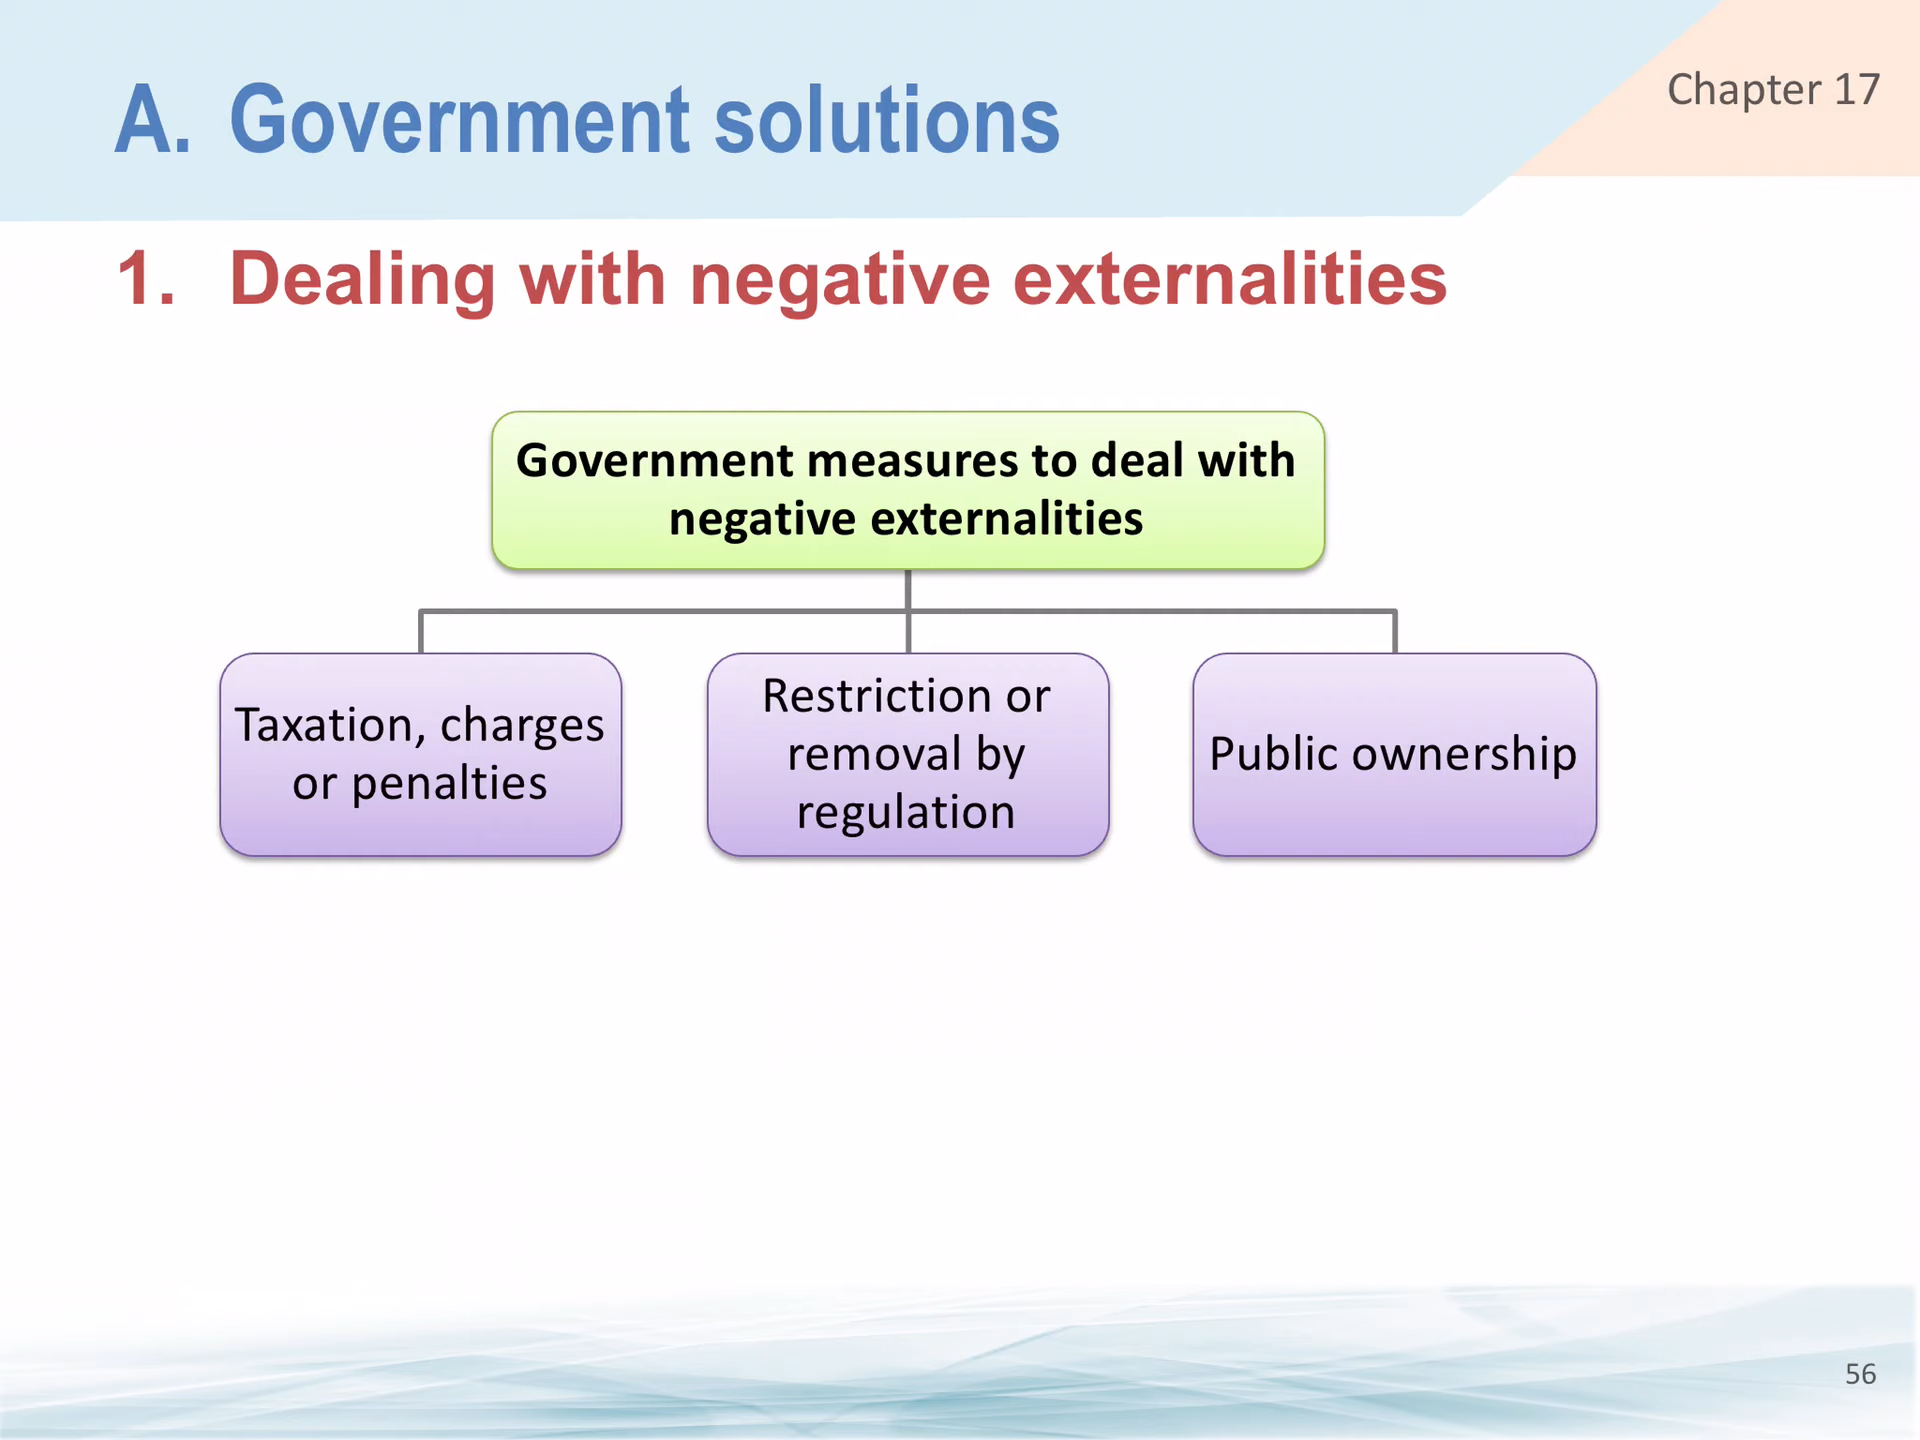 Chapter 17
A. Government solutions
1. Dealing with negative externalities
Government measures to deal with
negative externalities
Taxation, charges
or penalties
Restriction or
removal by
regulation
Public ownership
56